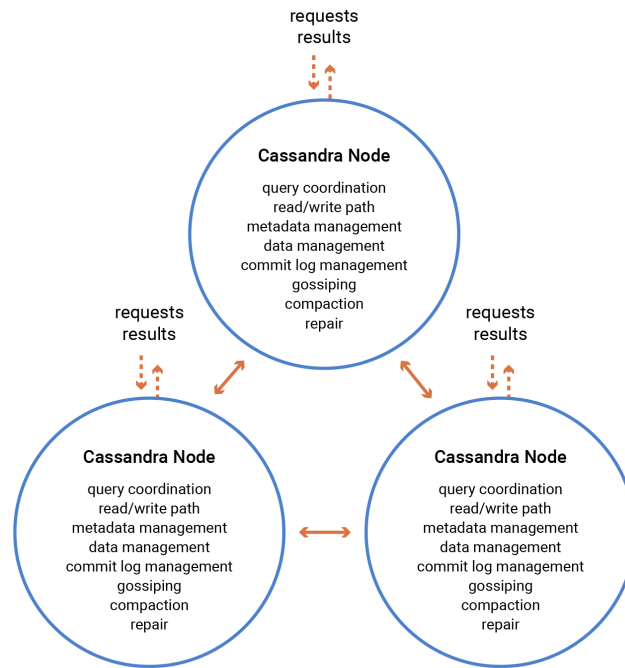 requests
results
Cassandra Node
query coordination
read/write path
metadata management
data management
commit log management
gossiping
compaction
repair
requests
results
Cassandra Node
query coordination
read/write path
metadata management
data management
commit log management
gossiping
compaction
repair
requests
results
Cassandra Node
query coordination
read/write path
metadata management
data management
commit log management
gossiping
compaction
repair